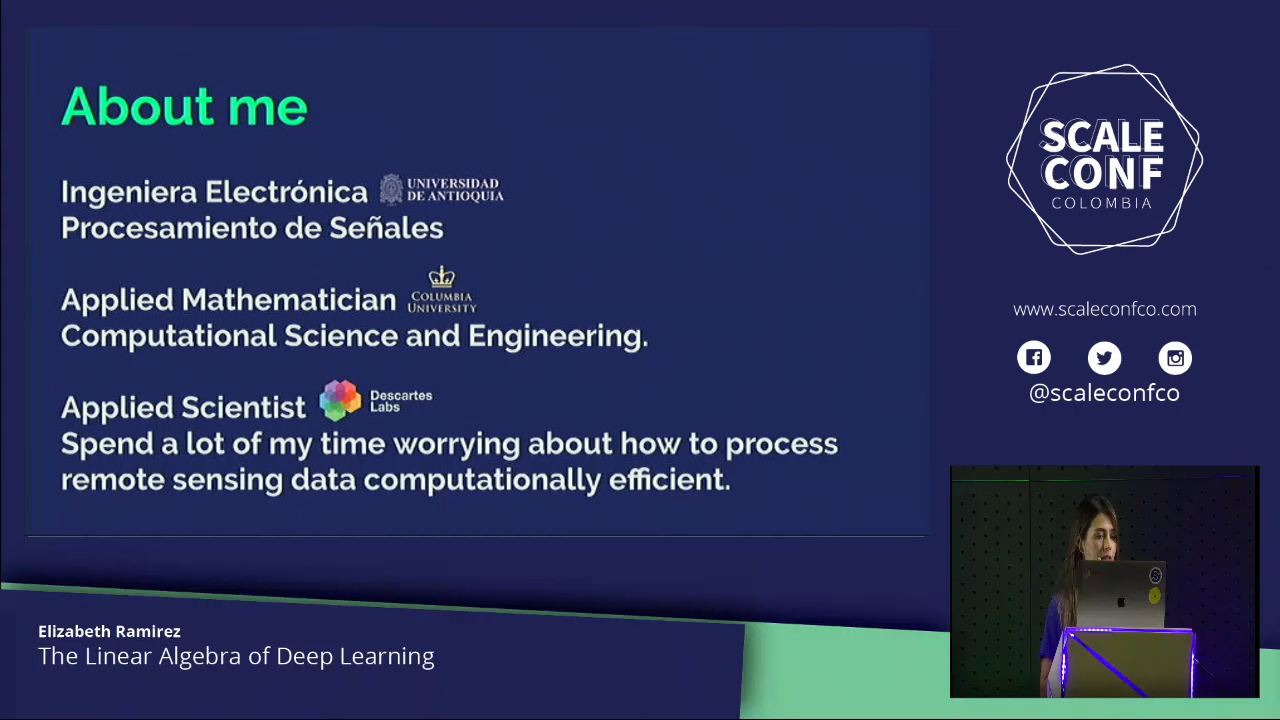 About me
Ingeniera Electrónica
UNIVERSIDAD
DE ANTIOQUIA
Procesamiento de Señales
Applied Mathematician
COLUMBIA
UNIVERSITY
Computational Science and Engineering.
Applied Scientist
Descartes
Labs
Spend a lot of my time worrying about how to process
remote sensing data computationally efficient.
SCALE
CONF
COLOMBIA
www.scaleconfco.com
@scaleconfco
Elizabeth Ramirez
The Linear Algebra of Deep Learning